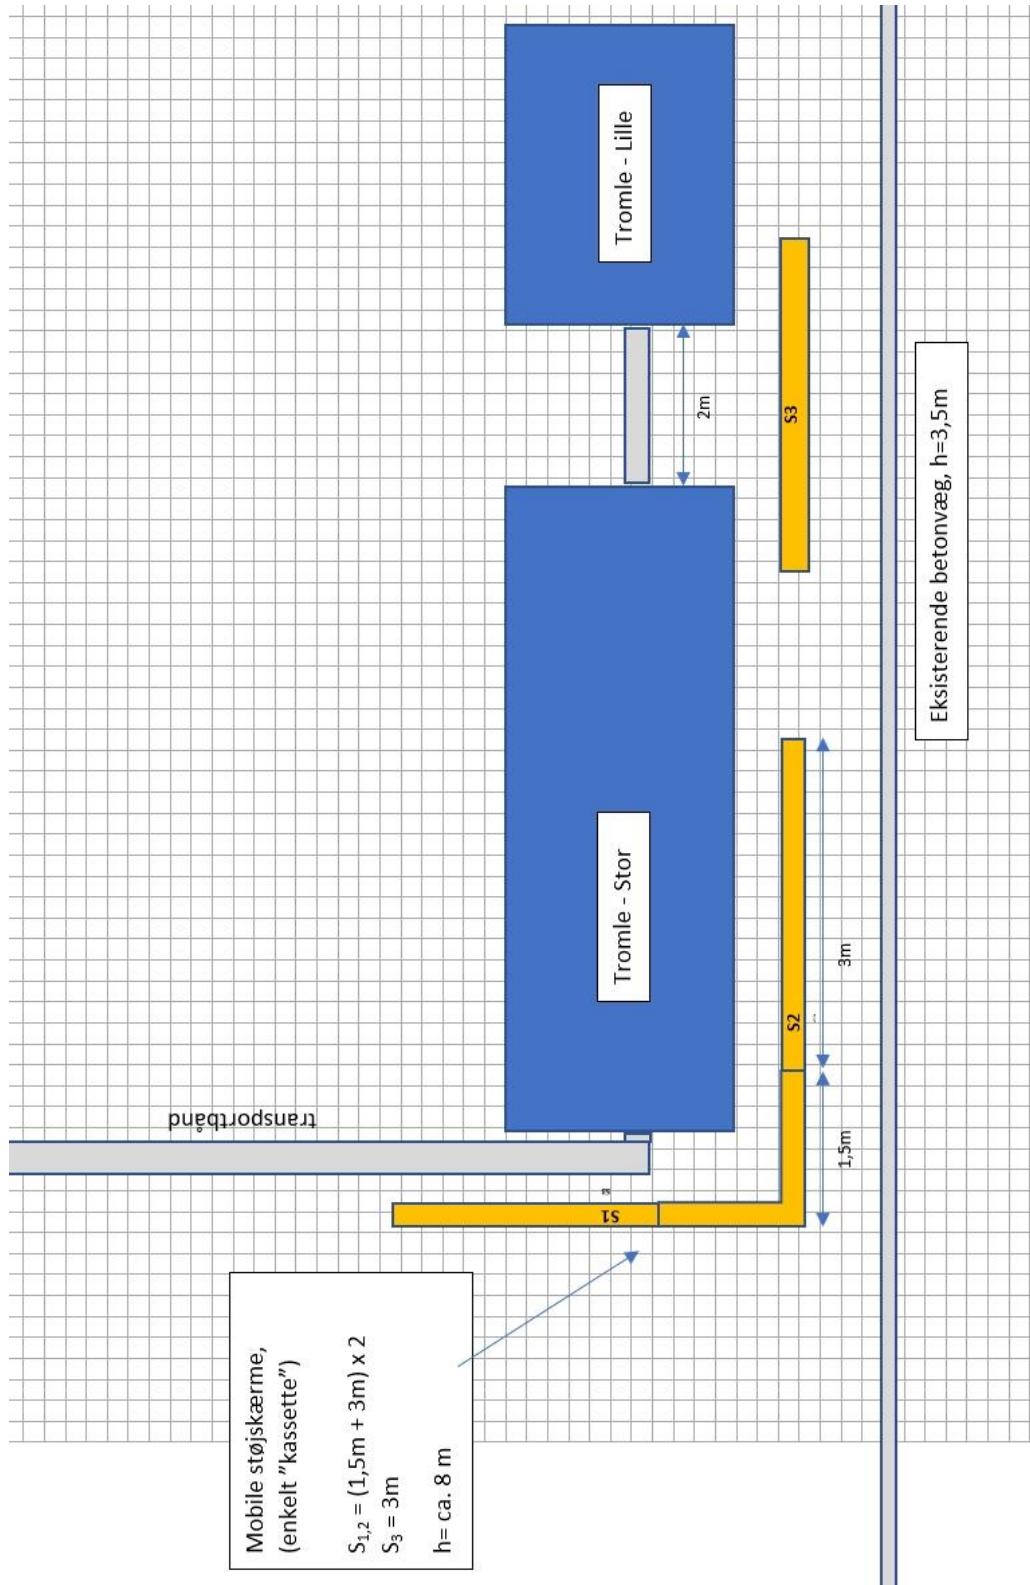 Mobile støjskærme,
(enkelt ”kassette”)
S1,2 = (1,5m + 3m) x 2
S3 = 3m
h= ca. 8 m
transportbånd
S1
Tromle - Stor
Tromle - Lille
2m
S2
S3
1,5m
3m
Eksisterende betonvæg, h=3,5m